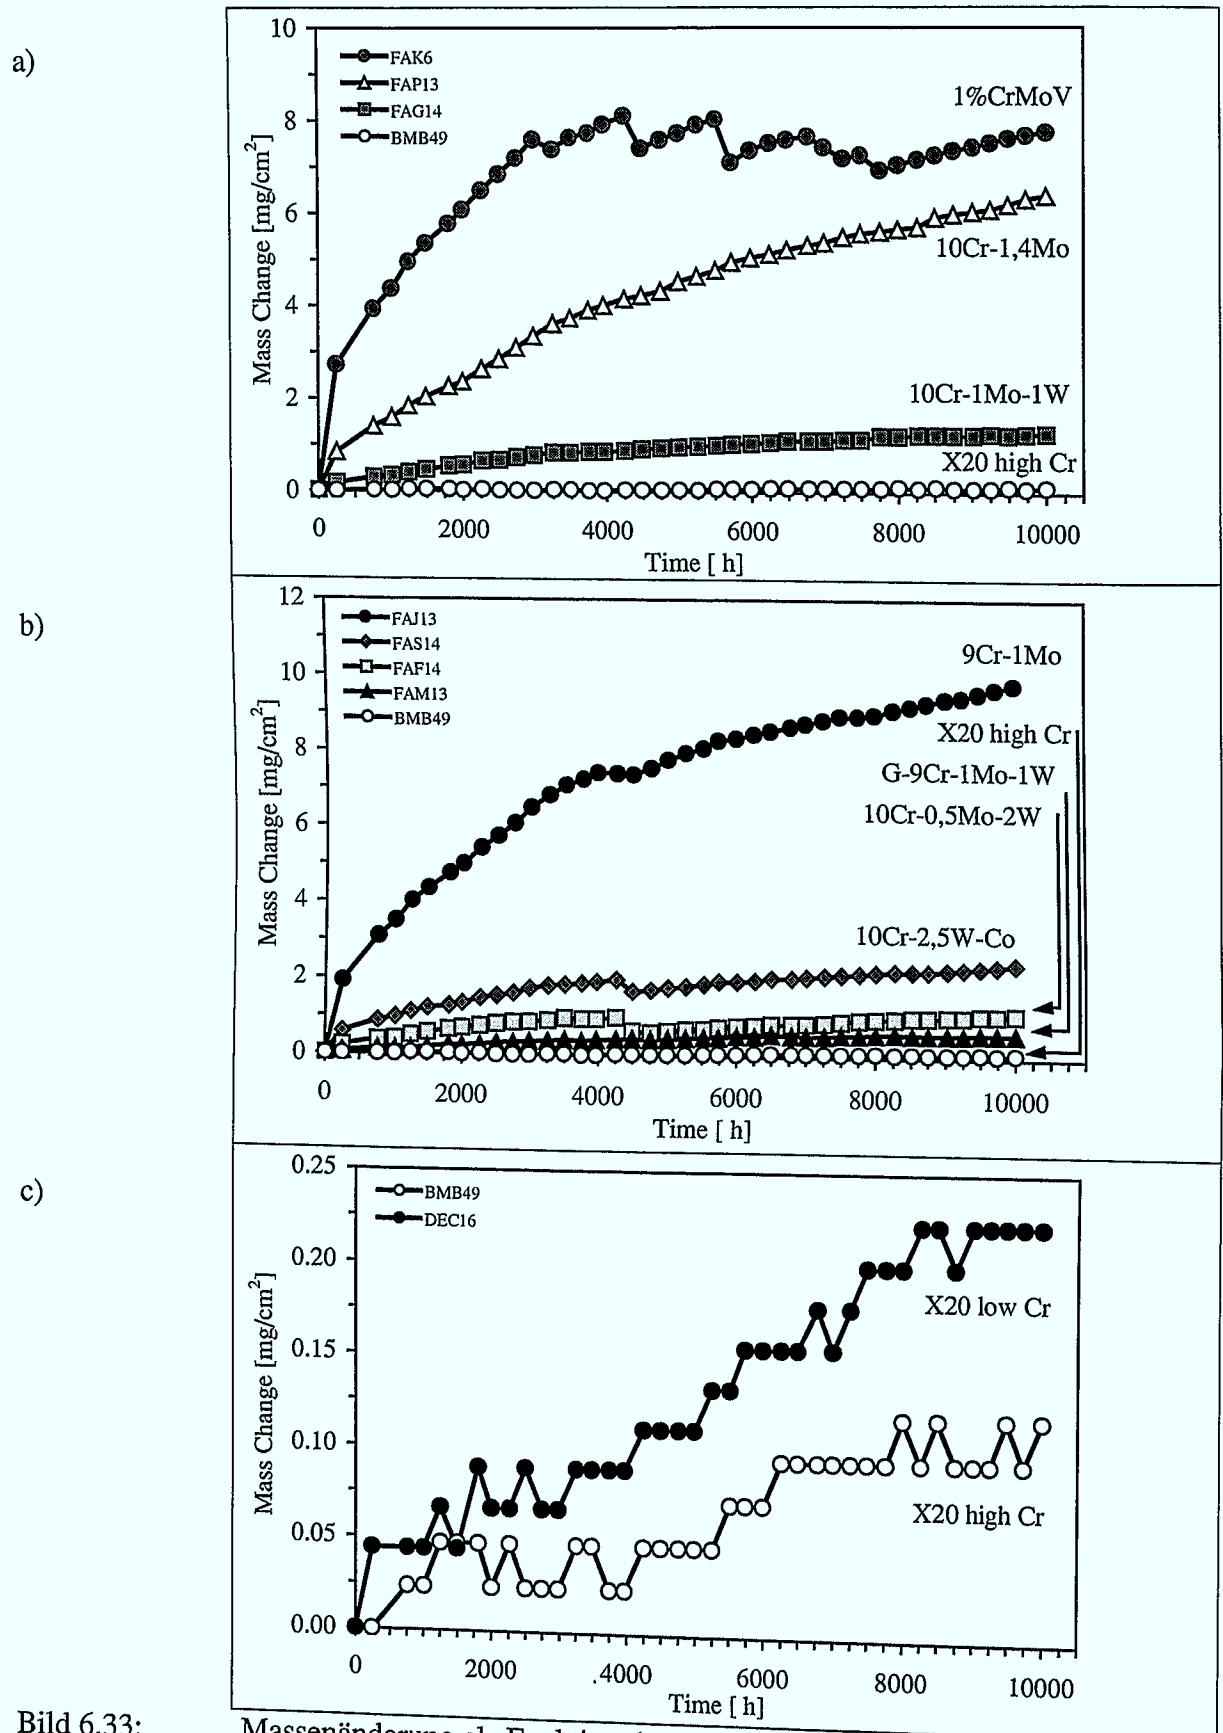 a)
10
8
6
4
2
0
Mass Change [mg/cm²]
FAK6
FAP13
FAG14
BMB49
1%CrMoV
10Cr-1,4Mo
10Cr-1Mo-1W
X20 high Cr
0 2000 4000 6000 8000 10000
Time [ h]
b)
12
10
8
6
4
2
0
Mass Change [mg/cm²]
FAJ13
FAS14
FAF14
FAM13
BMB49
9Cr-1Mo
X20 high Cr
G-9Cr-1Mo-1W
10Cr-0,5Mo-2W
10Cr-2,5W-Co
0 2000 4000 6000 8000 10000
Time [ h]
c)
0.25
0.20
0.15
0.10
0.05
0.00
Mass Change [mg/cm²]
BMB49
DEC16
X20 low Cr
X20 high Cr
0 2000 .4000 6000 8000 10000
Time [ h]
Bild 6.33: Massenänderung als